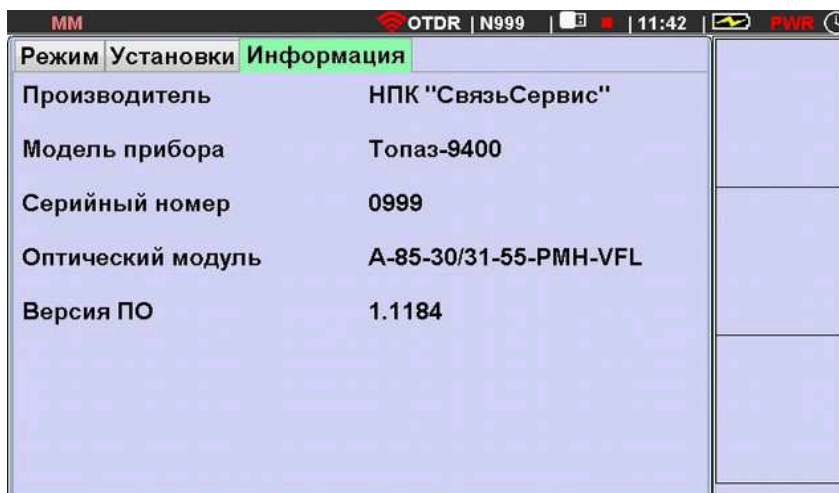 MM OTDR | N999 | | 11:42 | PWR
Режим Установки Информация
Производитель НПК "СвязьСервис"
Модель прибора Топаз-9400
Серийный номер 0999
Оптический модуль А-85-30/31-55-PMH-VFL
Версия ПО 1.1184